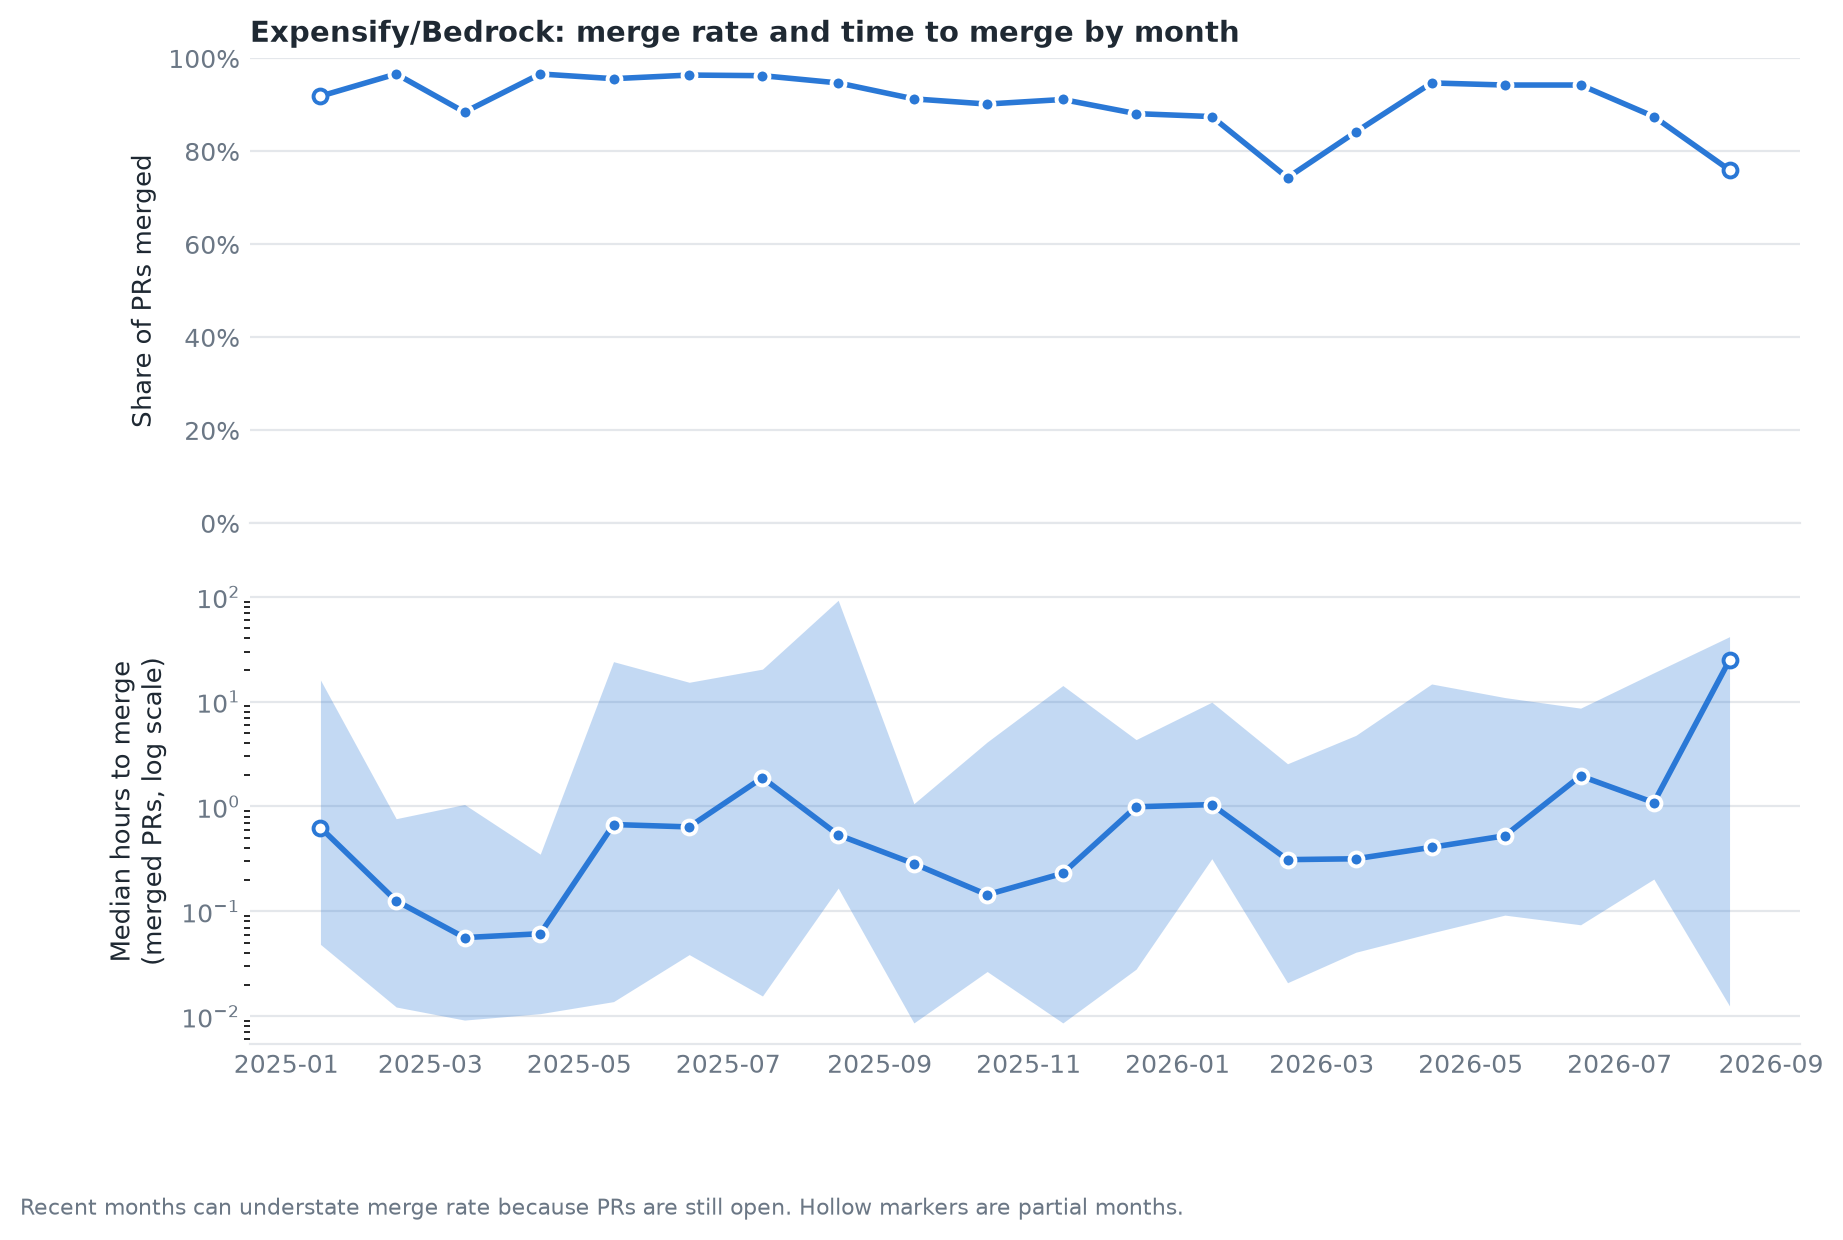 Expensify/Bedrock: merge rate and time to merge by month
Share of PRs merged
100%
80%
60%
40%
20%
0%
Median hours to merge
(merged PRs, log scale)
10²
10¹
10⁰
10⁻¹
10⁻²
2025-01 2025-03 2025-05 2025-07 2025-09 2025-11 2026-01 2026-03 2026-05 2026-07 2026-09
Recent months can understate merge rate because PRs are still open. Hollow markers are partial months.